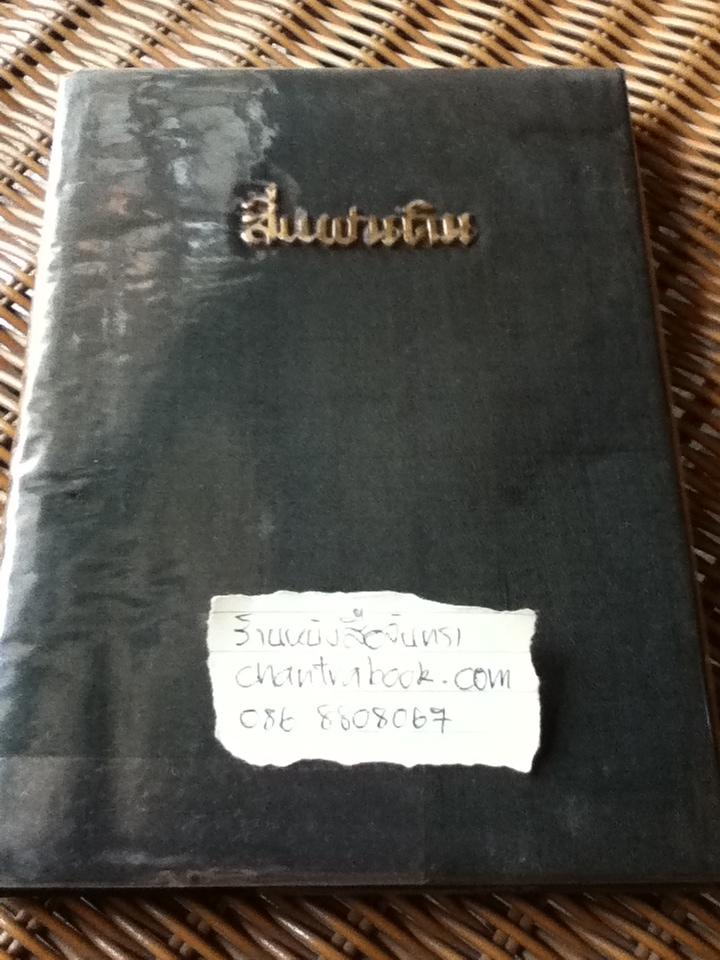 สี่แผ่นดิน
ร้านหนังสือจันทรา
chantrabook.com
086 8808067